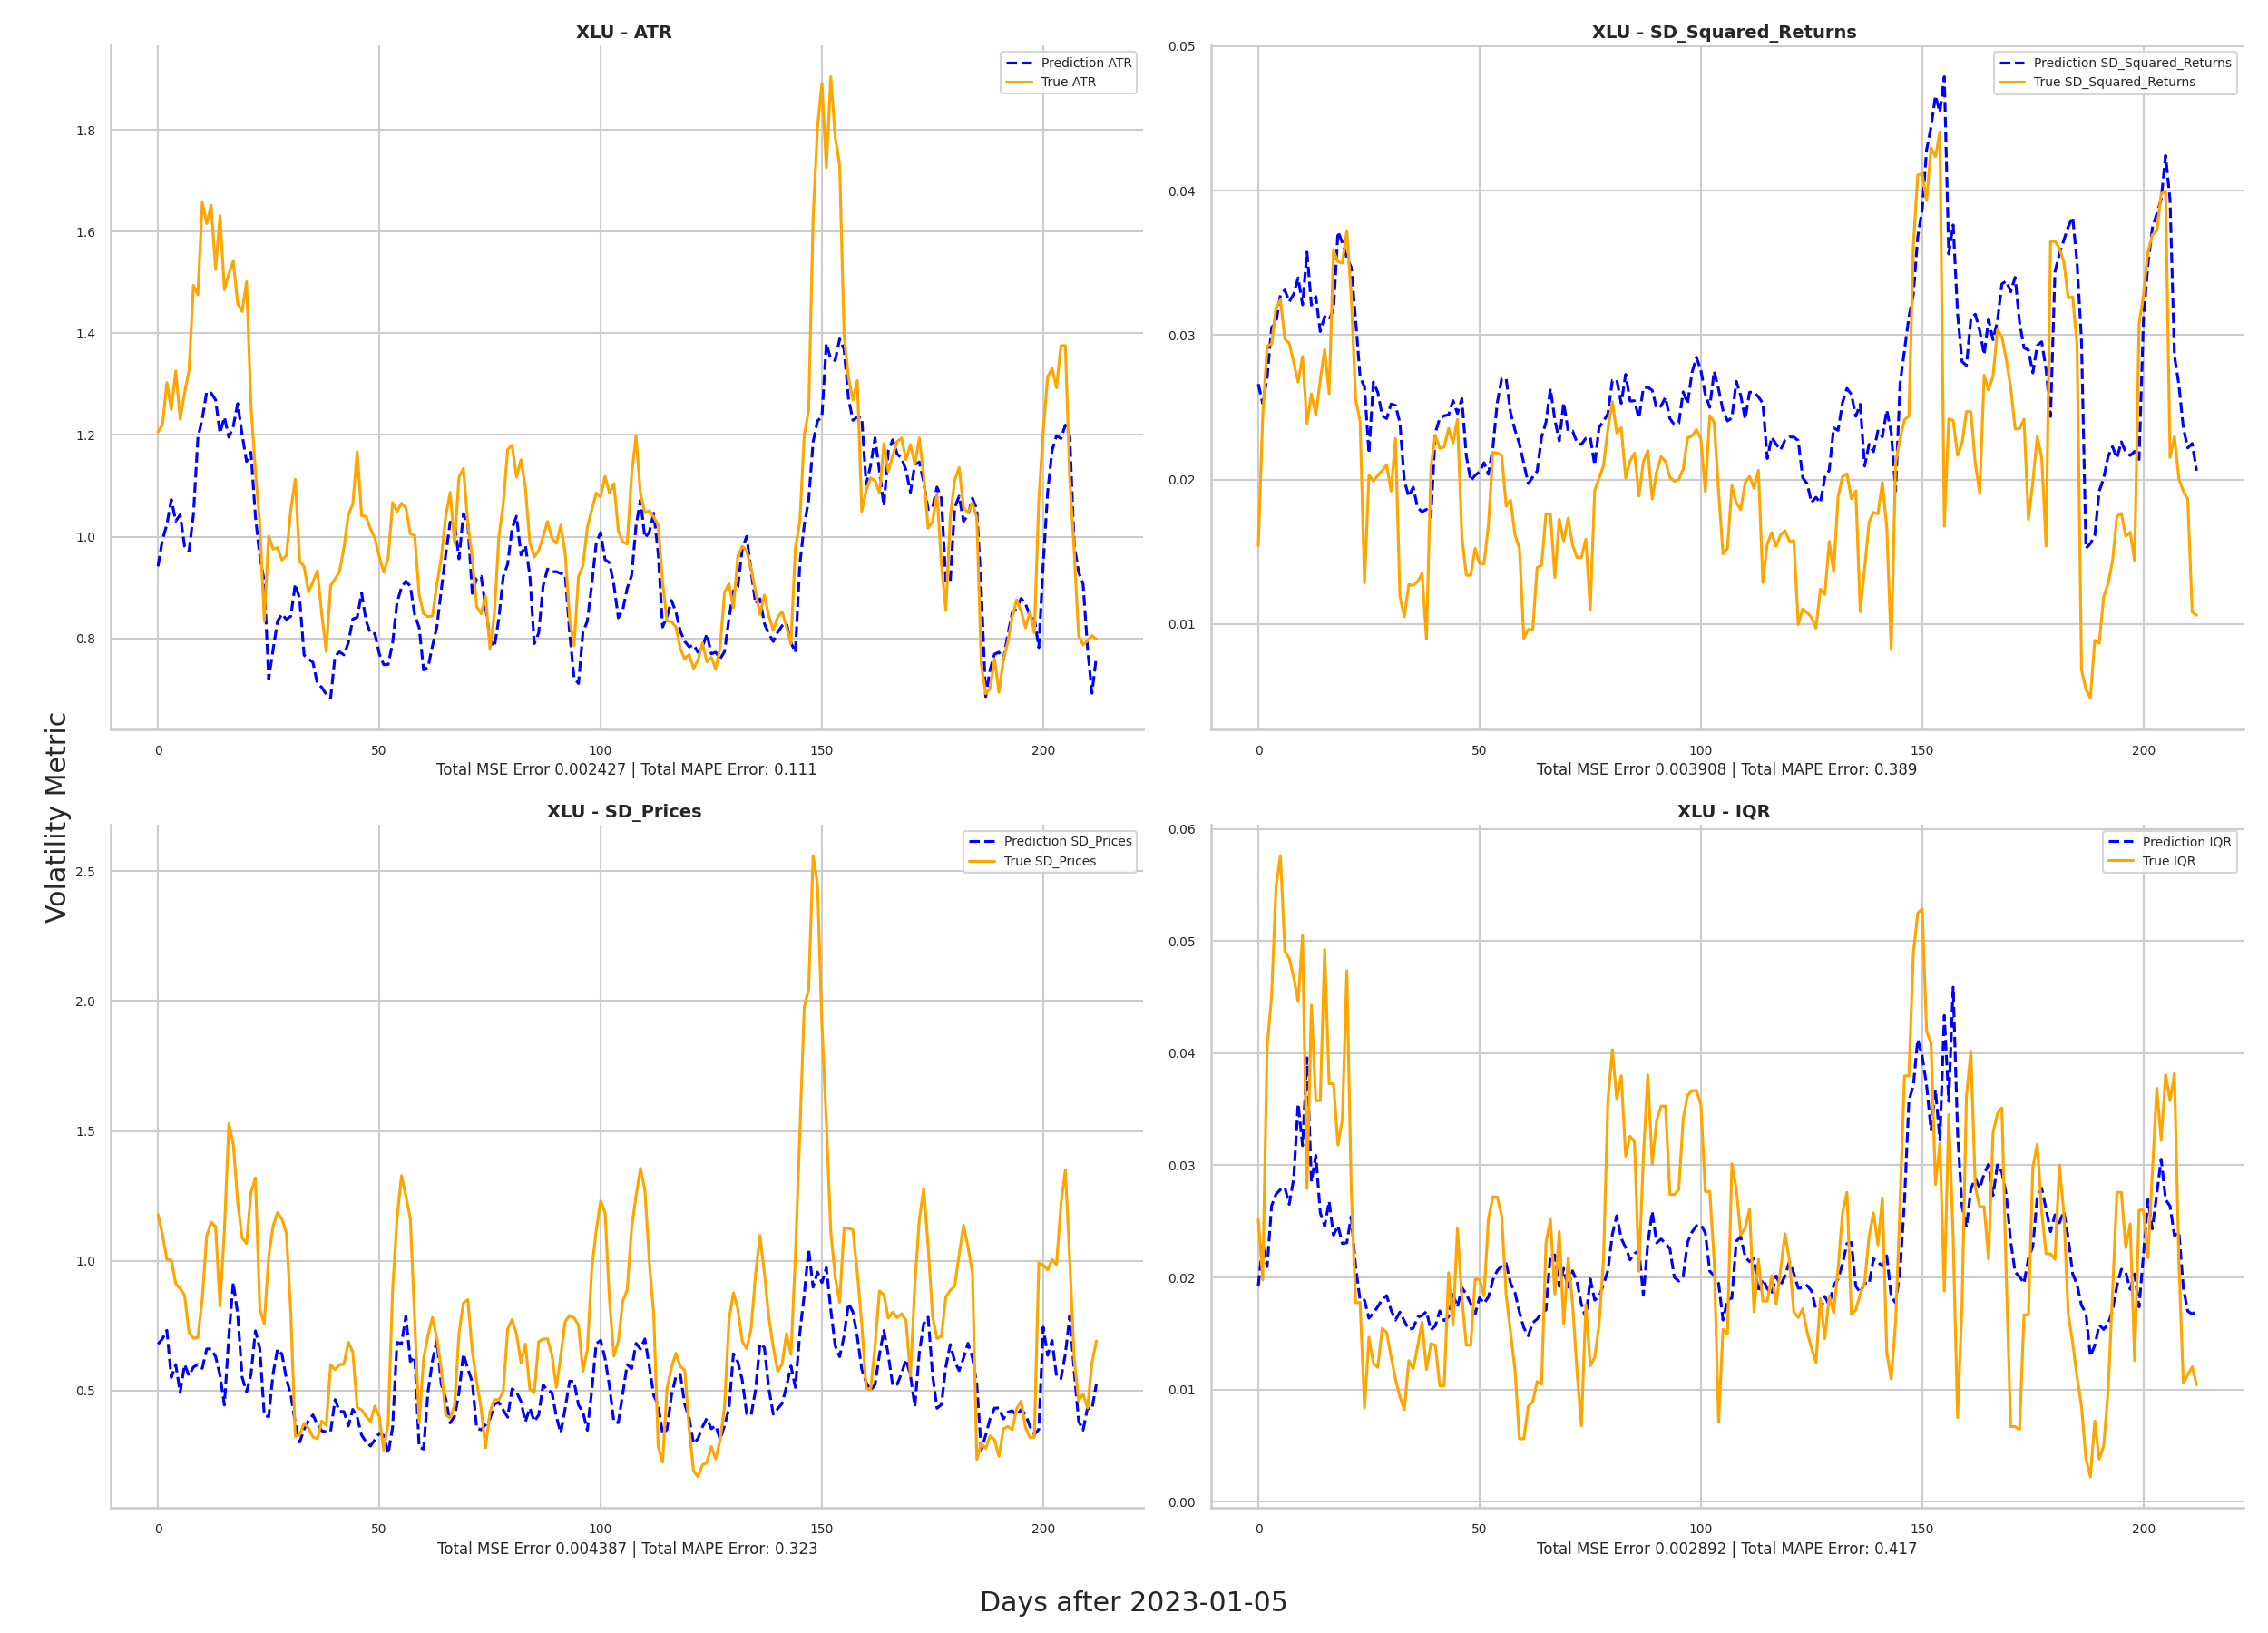 XLU - ATR
Prediction ATR
True ATR
1.8
1.6
1.4
1.2
1.0
0.8
0
50
100
150
200
Total MSE Error 0.002427 | Total MAPE Error: 0.111
XLU - SD_Squared_Returns
Prediction SD_Squared_Returns
True SD_Squared_Returns
0.05
0.04
0.03
0.02
0.01
0
50
100
150
200
Total MSE Error 0.003908 | Total MAPE Error: 0.389
Volatility Metric
XLU - SD_Prices
Prediction SD_Prices
True SD_Prices
2.5
2.0
1.5
1.0
0.5
0
50
100
150
200
Total MSE Error 0.004387 | Total MAPE Error: 0.323
XLU - IQR
Prediction IQR
True IQR
0.06
0.05
0.04
0.03
0.02
0.01
0.00
0
50
100
150
200
Total MSE Error 0.002892 | Total MAPE Error: 0.417
Days after 2023-01-05